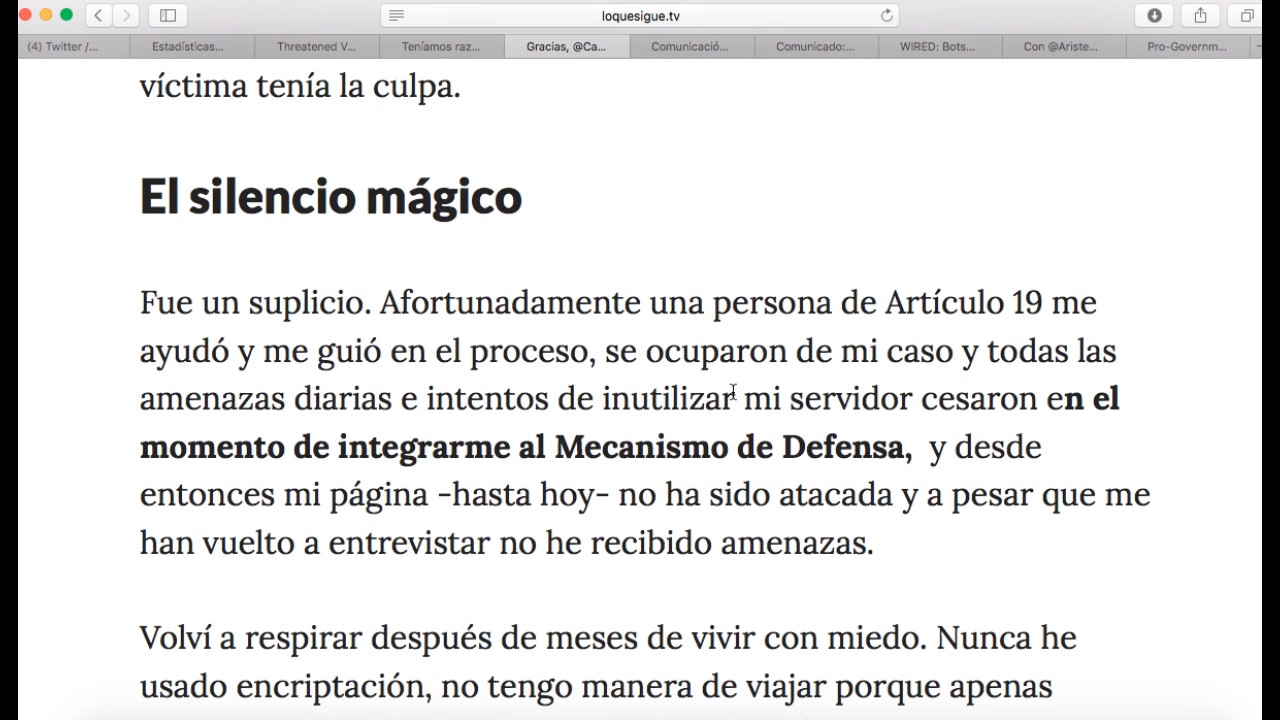 loquesigue.tv
(4) Twitter /...
Estadísticas...
Threatened V...
Teníamos raz...
Gracias, @Ca...
Comunicació...
Comunicado:...
WIRED: Bots...
Con @Ariste...
Pro-Governm...
víctima tenía la culpa.
El silencio mágico
Fue un suplicio. Afortunadamente una persona de Artículo 19 me
ayudó y me guió en el proceso, se ocuparon de mi caso y todas las
amenazas diarias e intentos de inutilizar mi servidor cesaron en el
momento de integrarme al Mecanismo de Defensa, y desde
entonces mi página -hasta hoy- no ha sido atacada y a pesar que me
han vuelto a entrevistar no he recibido amenazas.
Volví a respirar después de meses de vivir con miedo. Nunca he
usado encriptación, no tengo manera de viajar porque apenas